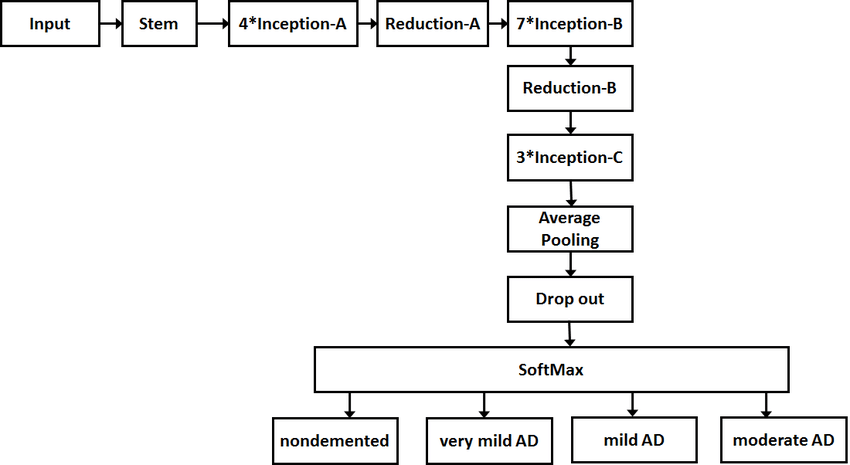 Input
Stem
4*Inception-A
Reduction-A
7*Inception-B
Reduction-B
3*Inception-C
Average
Pooling
Drop out
SoftMax
nondemented
very mild AD
mild AD
moderate AD